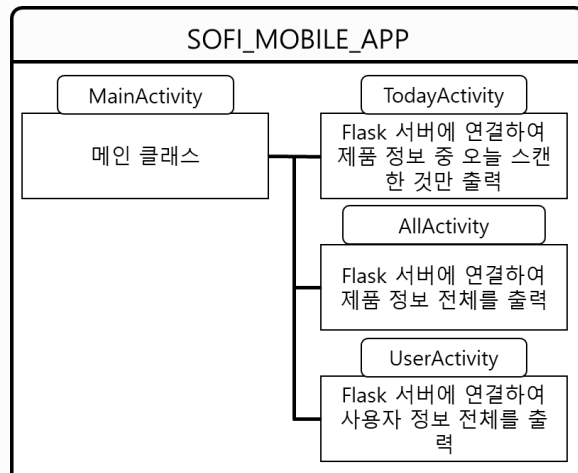 SOFI_MOBILE_APP
MainActivity
메인 클래스
TodayActivity
Flask 서버에 연결하여
제품 정보 중 오늘 스캔
한 것만 출력
AllActivity
Flask 서버에 연결하여
제품 정보 전체를 출력
UserActivity
Flask 서버에 연결하여
사용자 정보 전체를 출
력